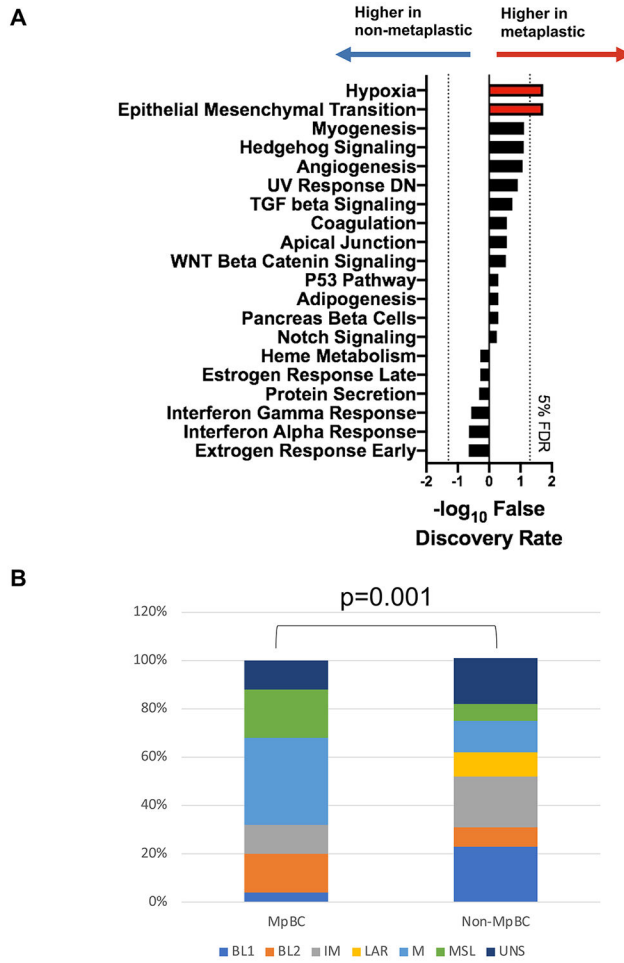 A
Higher in
non-metaplastic
Higher in
metaplastic
Hypoxia
Epithelial Mesenchymal Transition
Myogenesis
Hedgehog Signaling
Angiogenesis
UV Response DN
TGF beta Signaling
Coagulation
Apical Junction
WNT Beta Catenin Signaling
P53 Pathway
Adipogenesis
Pancreas Beta Cells
Notch Signaling
Heme Metabolism
Estrogen Response Late
Protein Secretion
Interferon Gamma Response
Interferon Alpha Response
Extrogen Response Early
5% FDR
-2 -1 0 1 2
-log10 False
Discovery Rate
B
p=0.001
120%
100%
80%
60%
40%
20%
0%
MpBC Non-MpBC
BL1 BL2 IM LAR M MSL UNS